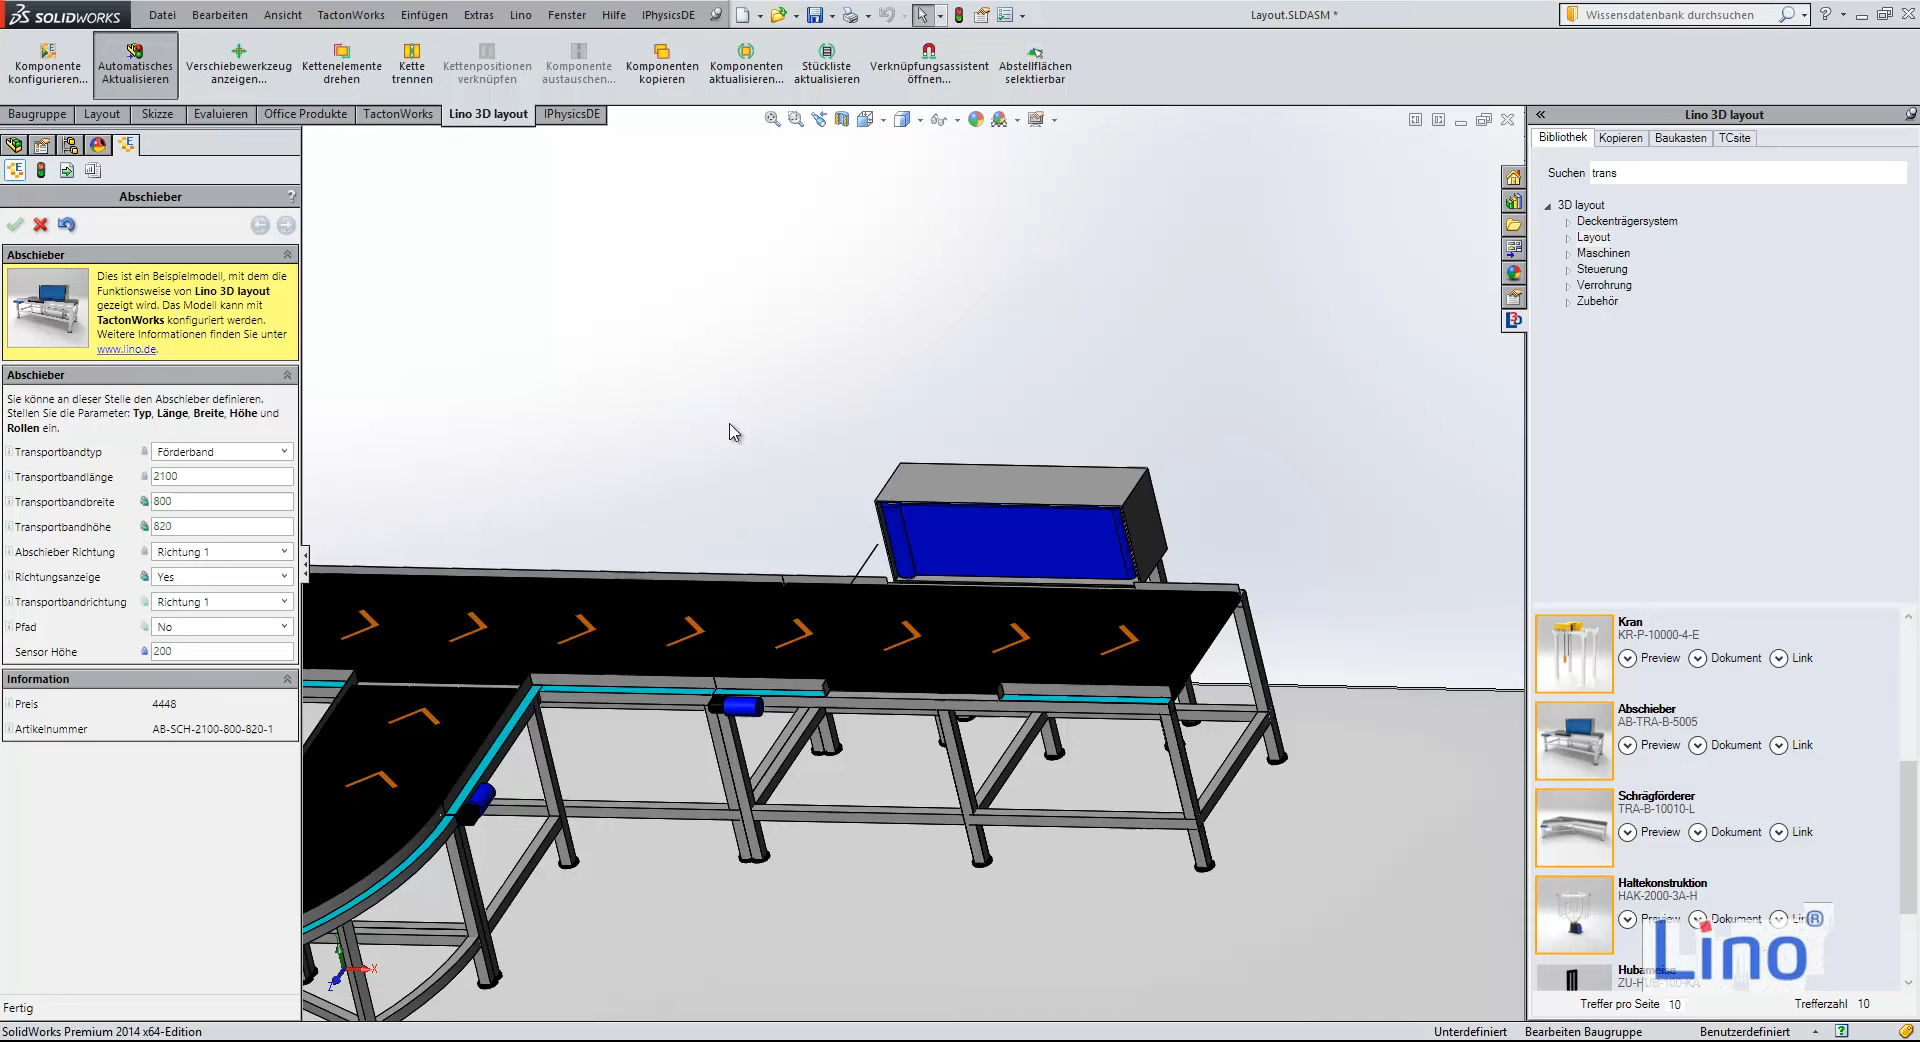 SOLIDWORKS
Datei Bearbeiten Ansicht TactonWorks Einfügen Extras Lino Fenster Hilfe IPhysicsDE
Layout.SLDASM *
Wissensdatenbank durchsuchen
Komponente konfigurieren...
Automatisches Aktualisieren
Verschiebewerkzeug anzeigen...
Kettenelemente drehen
Kette trennen
Kettenpositionen verknüpfen
Komponente austauschen...
Komponenten kopieren
Komponenten aktualisieren...
Stückliste aktualisieren
Verknüpfungsassistent öffnen...
Abstellflächen selektierbar
Baugruppe Layout Skizze Evaluieren Office Produkte TactonWorks Lino 3D layout IPhysicsDE
Abschieber
?
Abschieber
Dies ist ein Beispielmodell, mit dem die
Funktionsweise von Lino 3D layout
gezeigt wird. Das Modell kann mit
TactonWorks konfiguriert werden.
Weitere Informationen finden Sie unter
www.lino.de.
Abschieber
Sie könne an dieser Stelle den Abschieber definieren.
Stellen Sie die Parameter: Typ, Länge, Breite, Höhe und
Rollen ein.
Transportbandtyp Förderband
Transportbandlänge 2100
Transportbandbreite 800
Transportbandhöhe 820
Abschieber Richtung Richtung 1
Richtungsanzeige Yes
Transportbandrichtung Richtung 1
Pfad No
Sensor Höhe 200
Information
Preis 4448
Artikelnummer AB-SCH-2100-800-820-1
Fertig
X
Z
Lino 3D layout
Bibliothek Kopieren Baukasten TCsite
Suchen trans
3D layout
Deckenträgersystem
Layout
Maschinen
Steuerung
Verrohrung
Zubehör
Kran
KR-P-10000-4-E
Preview Dokument Link
Abschieber
AB-TRA-B-5005
Preview Dokument Link
Schrägförderer
TRA-B-10010-L
Preview Dokument Link
Haltekonstruktion
HAK-2000-3A-H
Preview Dokument Link
Hubameise
ZU-HUB-100-KA
Lino®
Treffer pro Seite 10 Trefferzahl 10
SolidWorks Premium 2014 x64-Edition
Unterdefiniert Bearbeiten Baugruppe Benutzerdefiniert